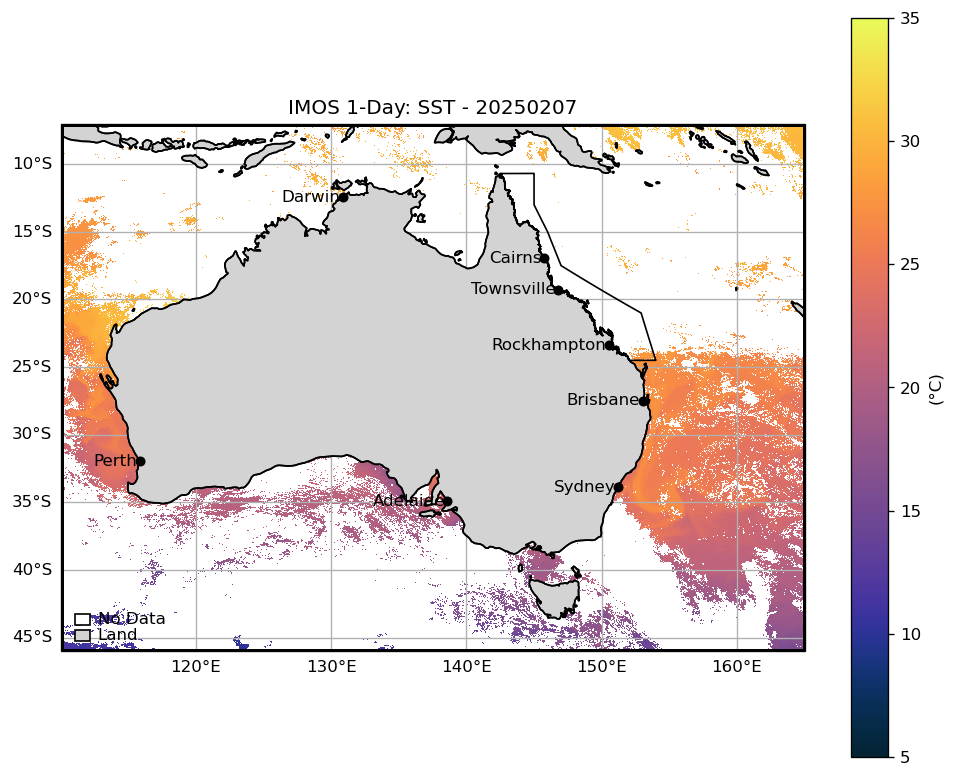 IMOS 1-Day: SST - 20250207
35
30
25
20
15
10
5
(°C)
10°S
15°S
20°S
25°S
30°S
35°S
40°S
45°S
Darwin
Cairns
Townsville
Rockhampton
Brisbane
Perth
Sydney
Adelaide
No Data
Land
120°E
130°E
140°E
150°E
160°E